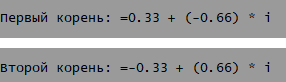 Первый корень: =0.33 + (-0.66) * i
Второй корень: =-0.33 + (0.66) * i